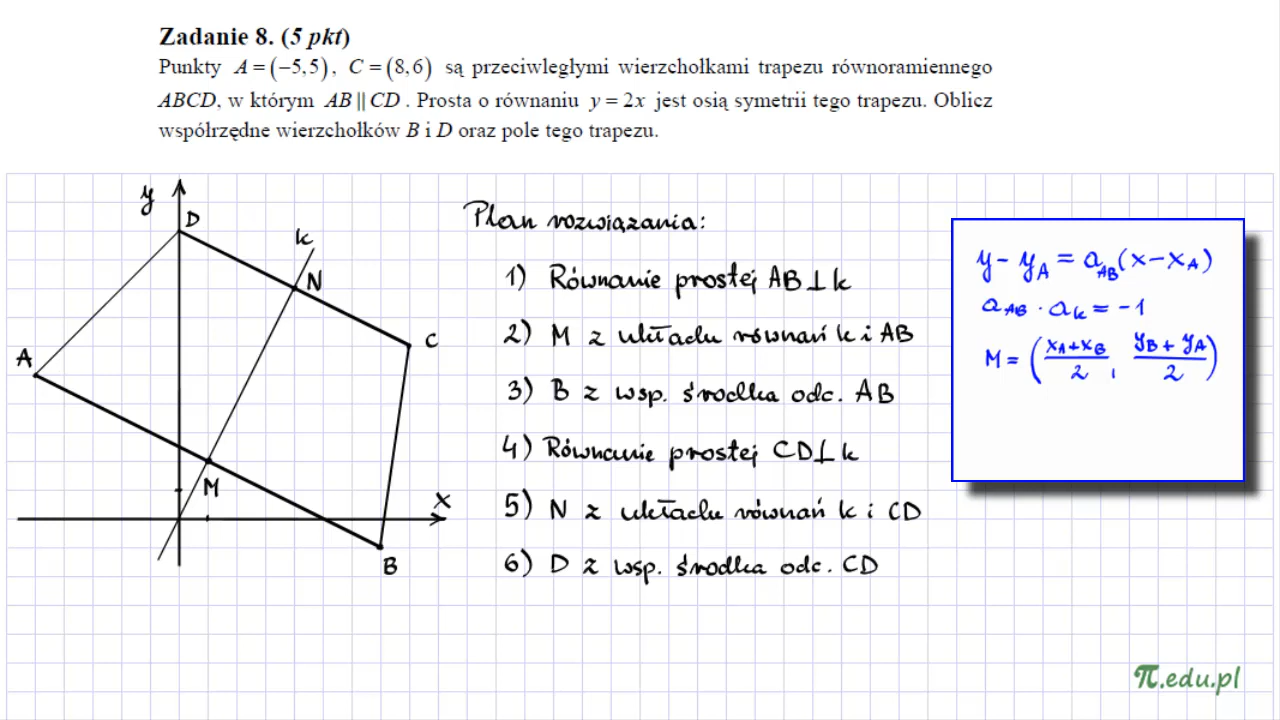 Zadanie 8. (5 pkt)
Punkty A = (−5,5), C = (8,6) są przeciwległymi wierzchołkami trapezu równoramiennego
ABCD, w którym AB || CD. Prosta o równaniu y = 2x jest osią symetrii tego trapezu. Oblicz
współrzędne wierzchołków B i D oraz pole tego trapezu.
y
D
k
N
C
A
M
x
B
Plan rozwiązania:
1) Równanie prostej AB⊥k
2) M z układu równań k i AB
3) B z wsp. środka odc. AB
4) Równanie prostej CD⊥k
5) N z układu równań k i CD
6) D z wsp. środka odc. CD
y − y_A = a_AB (x − x_A)
a_AB · a_k = −1
M = ((x_A + x_B)/2, (y_B + y_A)/2)
π.edu.pl